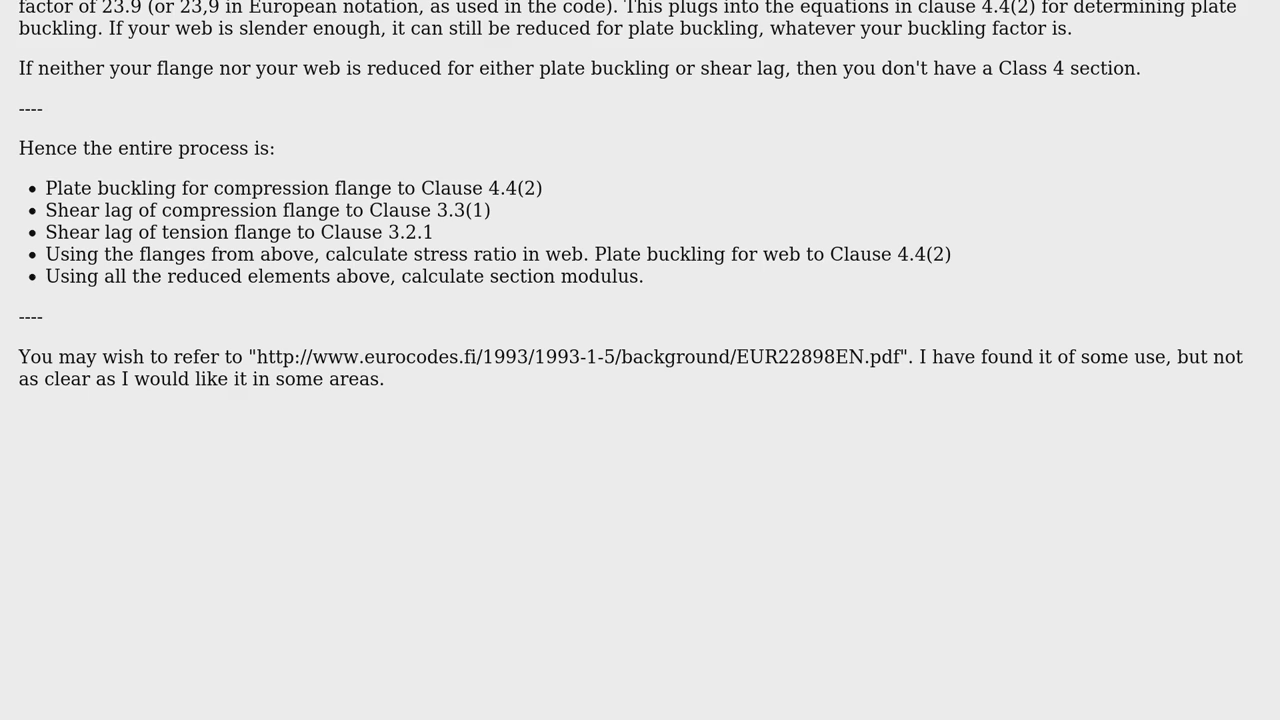 factor of 23.9 (or 23,9 in European notation, as used in the code). This plugs into the equations in clause 4.4(2) for determining plate
buckling. If your web is slender enough, it can still be reduced for plate buckling, whatever your buckling factor is.
If neither your flange nor your web is reduced for either plate buckling or shear lag, then you don't have a Class 4 section.
----
Hence the entire process is:
• Plate buckling for compression flange to Clause 4.4(2)
• Shear lag of compression flange to Clause 3.3(1)
• Shear lag of tension flange to Clause 3.2.1
• Using the flanges from above, calculate stress ratio in web. Plate buckling for web to Clause 4.4(2)
• Using all the reduced elements above, calculate section modulus.
----
You may wish to refer to "http://www.eurocodes.fi/1993/1993-1-5/background/EUR22898EN.pdf". I have found it of some use, but not
as clear as I would like it in some areas.